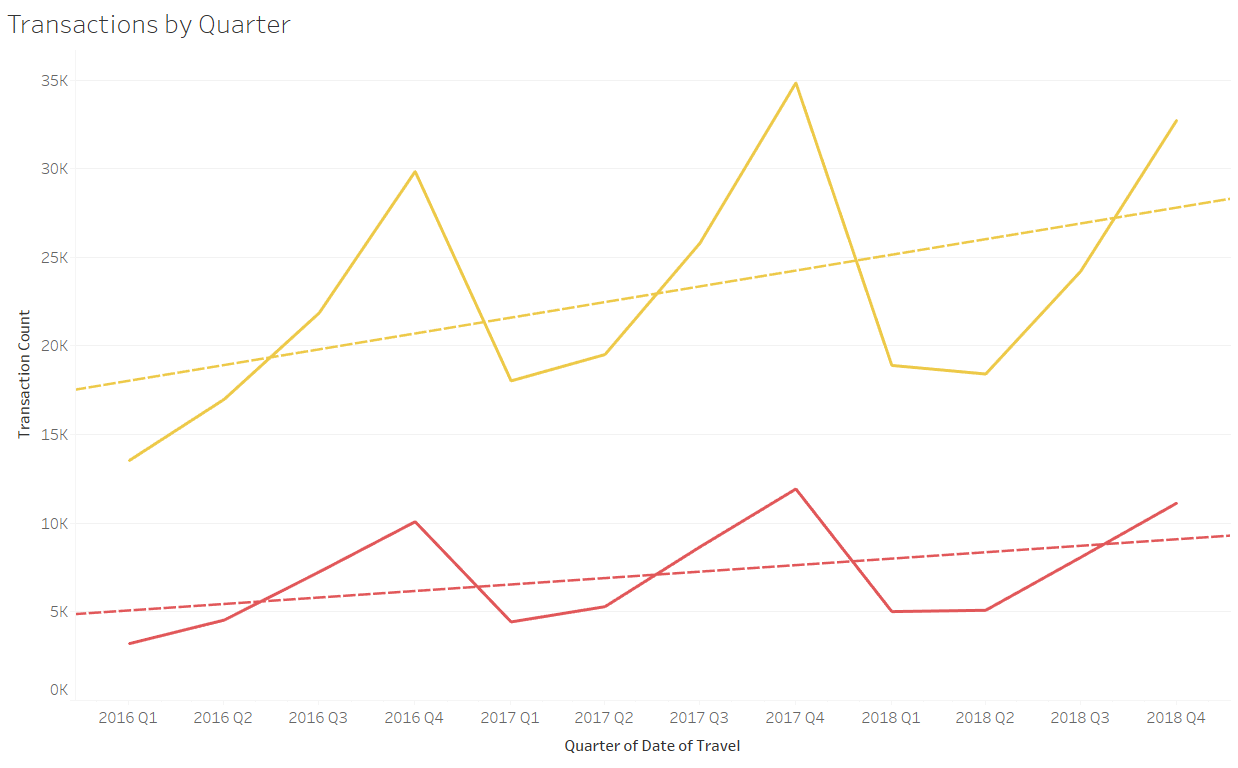 Transactions by Quarter
35K
30K
25K
20K
15K
10K
5K
0K
Transaction Count
2016 Q1 2016 Q2 2016 Q3 2016 Q4 2017 Q1 2017 Q2 2017 Q3 2017 Q4 2018 Q1 2018 Q2 2018 Q3 2018 Q4
Quarter of Date of Travel